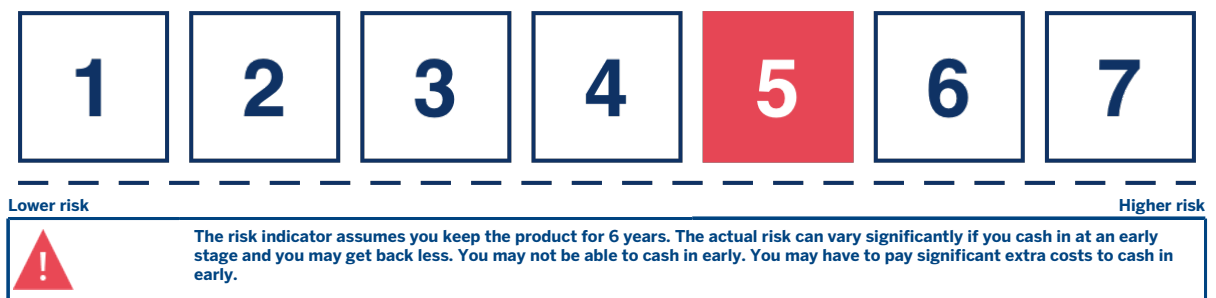 1 2 3 4 5 6 7
Lower risk Higher risk
The risk indicator assumes you keep the product for 6 years. The actual risk can vary significantly if you cash in at an early
stage and you may get back less. You may not be able to cash in early. You may have to pay significant extra costs to cash in
early.